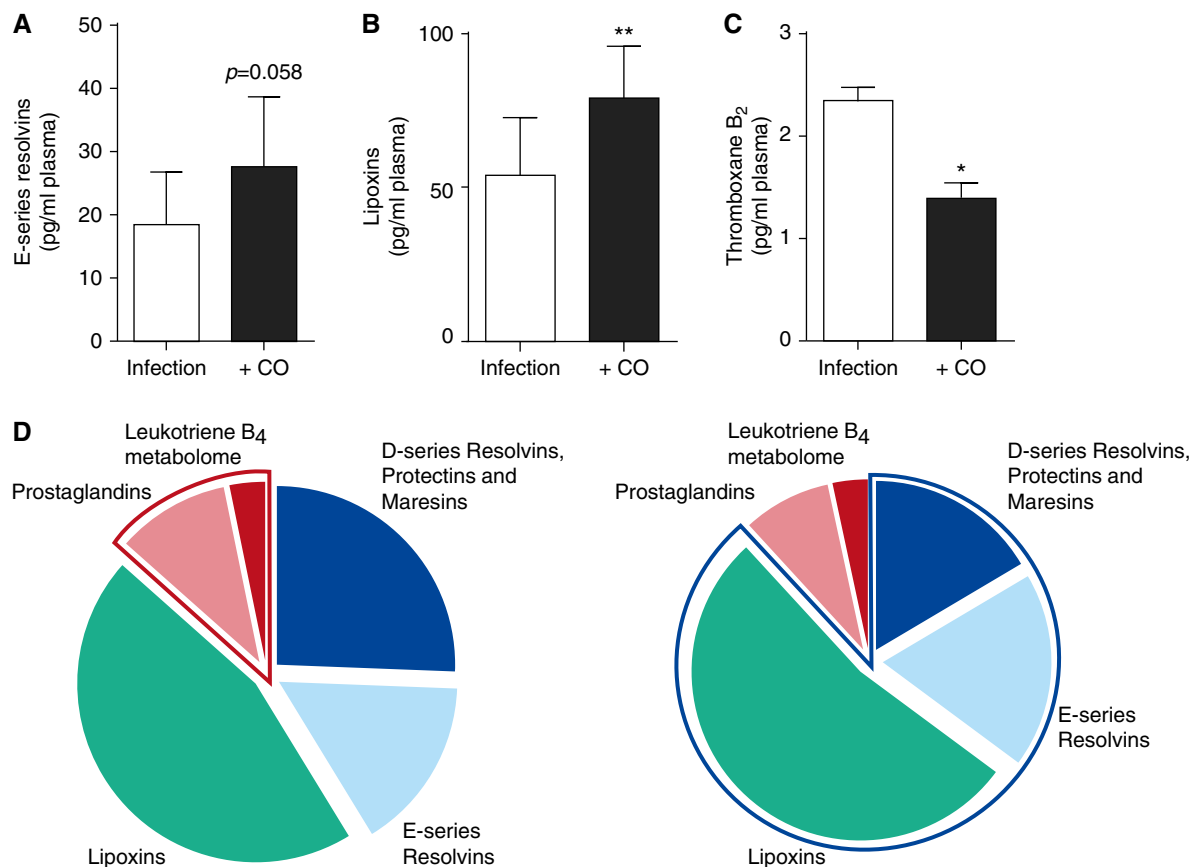 A
E-series resolvins
(pg/ml plasma)
50
40
30
20
10
0
p=0.058
Infection
+ CO
B
Lipoxins
(pg/ml plasma)
100
50
0
**
Infection
+ CO
C
Thromboxane B2
(pg/ml plasma)
3
2
1
0
*
Infection
+ CO
D
Leukotriene B4
metabolome
Prostaglandins
D-series Resolvins,
Protectins and
Maresins
E-series
Resolvins
Lipoxins
Leukotriene B4
metabolome
Prostaglandins
D-series Resolvins,
Protectins and
Maresins
E-series
Resolvins
Lipoxins